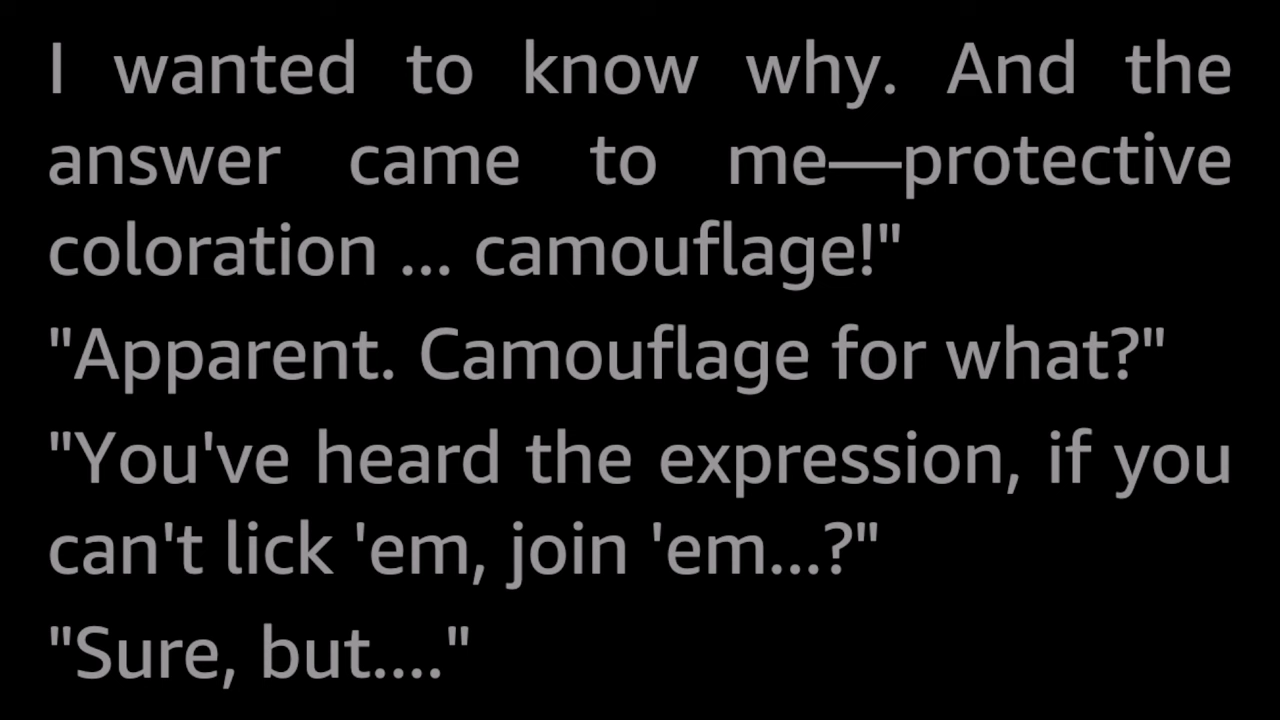 I wanted to know why. And the
answer came to me—protective
coloration ... camouflage!"
"Apparent. Camouflage for what?"
"You've heard the expression, if you
can't lick 'em, join 'em...?"
"Sure, but...."